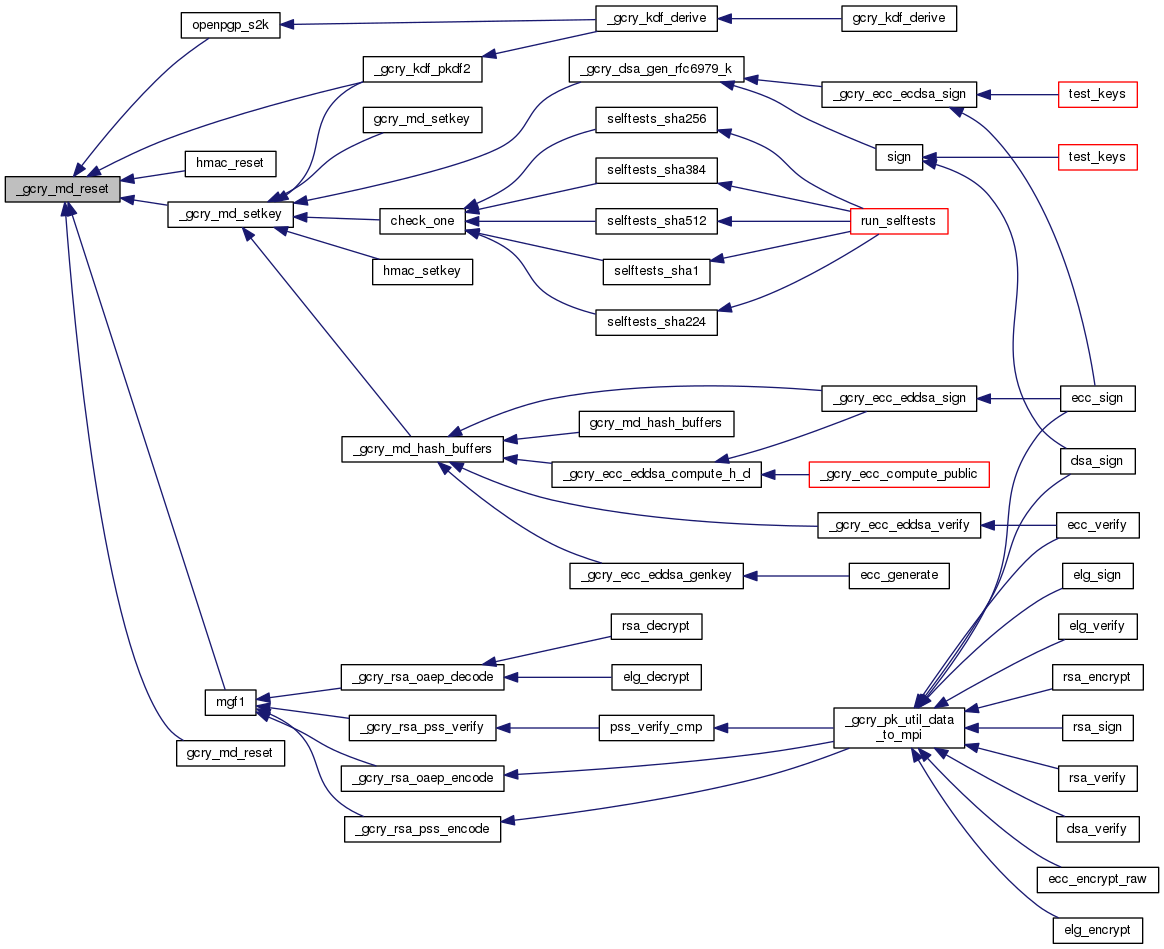 openpgp_s2k
_gcry_kdf_derive
gcry_kdf_derive
_gcry_kdf_pkdf2
_gcry_dsa_gen_rfc6979_k
_gcry_ecc_ecdsa_sign
test_keys
gcry_md_setkey
selftests_sha256
hmac_reset
sign
test_keys
selftests_sha384
_gcry_md_reset
_gcry_md_setkey
check_one
selftests_sha512
run_selftests
hmac_setkey
selftests_sha1
selftests_sha224
_gcry_ecc_eddsa_sign
ecc_sign
gcry_md_hash_buffers
_gcry_md_hash_buffers
_gcry_ecc_eddsa_compute_h_d
_gcry_ecc_compute_public
dsa_sign
_gcry_ecc_eddsa_verify
ecc_verify
_gcry_ecc_eddsa_genkey
ecc_generate
elg_sign
rsa_decrypt
elg_verify
_gcry_rsa_oaep_decode
elg_decrypt
rsa_encrypt
mgf1
_gcry_rsa_pss_verify
pss_verify_cmp
_gcry_pk_util_data
_to_mpi
rsa_sign
gcry_md_reset
_gcry_rsa_oaep_encode
rsa_verify
_gcry_rsa_pss_encode
dsa_verify
ecc_encrypt_raw
elg_encrypt